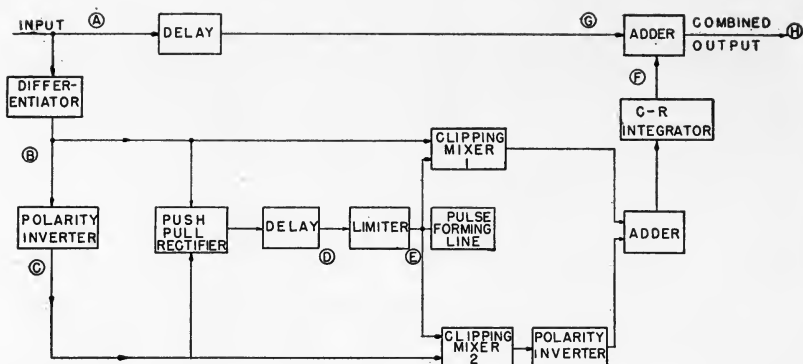 INPUT
Ⓐ
DELAY
Ⓖ
ADDER
COMBINED
OUTPUT
Ⓗ
DIFFER-
ENTIATOR
Ⓕ
C-R
INTEGRATOR
Ⓑ
CLIPPING
MIXER
1
POLARITY
INVERTER
PUSH
PULL
RECTIFIER
DELAY
Ⓓ
LIMITER
Ⓔ
PULSE
FORMING
LINE
ADDER
Ⓒ
CLIPPING
MIXER
2
POLARITY
INVERTER